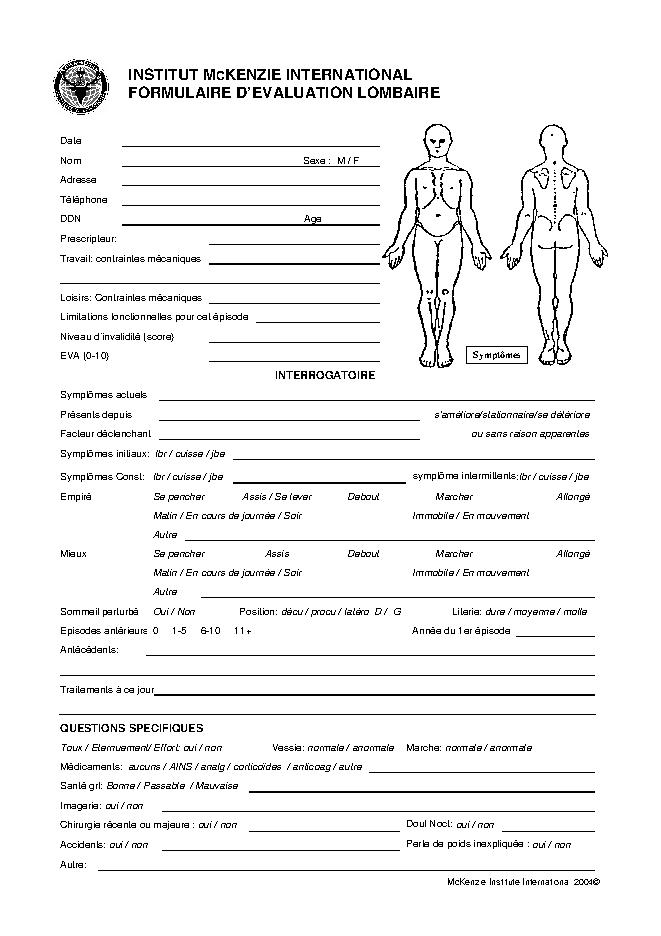 INSTITUT McKENZIE INTERNATIONAL
FORMULAIRE D'EVALUATION LOMBAIRE
Date
Nom Sexe : M / F
Adresse
Téléphone
DDN Age
Prescripteur:
Travail: contraintes mécaniques
Loisirs: Contraintes mécaniques
Limitations fonctionnelles pour cet épisode
Niveau d'invalidité (score)
EVA (0-10)
Symptômes
INTERROGATOIRE
Symptômes actuels
Présents depuis s'améliore/stationnaire/se détériore
Facteur déclenchant ou sans raison apparentes
Symptômes initiaux: lbr / cuisse / jbe
Symptômes Const: lbr / cuisse / jbe symptôme intermittents: lbr / cuisse / jbe
Empiré Se pencher Assis / Se lever Debout Marcher Allongé
Matin / En cours de journée / Soir Immobile / En mouvement
Autre
Mieux Se pencher Assis Debout Marcher Allongé
Matin / En cours de journée / Soir Immobile / En mouvement
Autre
Sommeil perturbé Oui / Non Position: décu / procu / latéro D / G Literie: dure / moyenne / molle
Episodes antérieurs 0 1-5 6-10 11+ Année du 1er épisode
Antécédents:
Traitements à ce jour
QUESTIONS SPECIFIQUES
Toux / Eternuement/ Effort: oui / non Vessie: normale / anormale Marche: normale / anormale
Médicaments: aucuns / AINS / analg / corticoïdes / anticoag / autre
Santé grl: Bonne / Passable / Mauvaise
Imagerie: oui / non
Chirurgie récente ou majeure : oui / non Doul Noct: oui / non
Accidents: oui / non Perte de poids inexpliquée : oui / non
Autre:
McKenzie Institute International 2004©